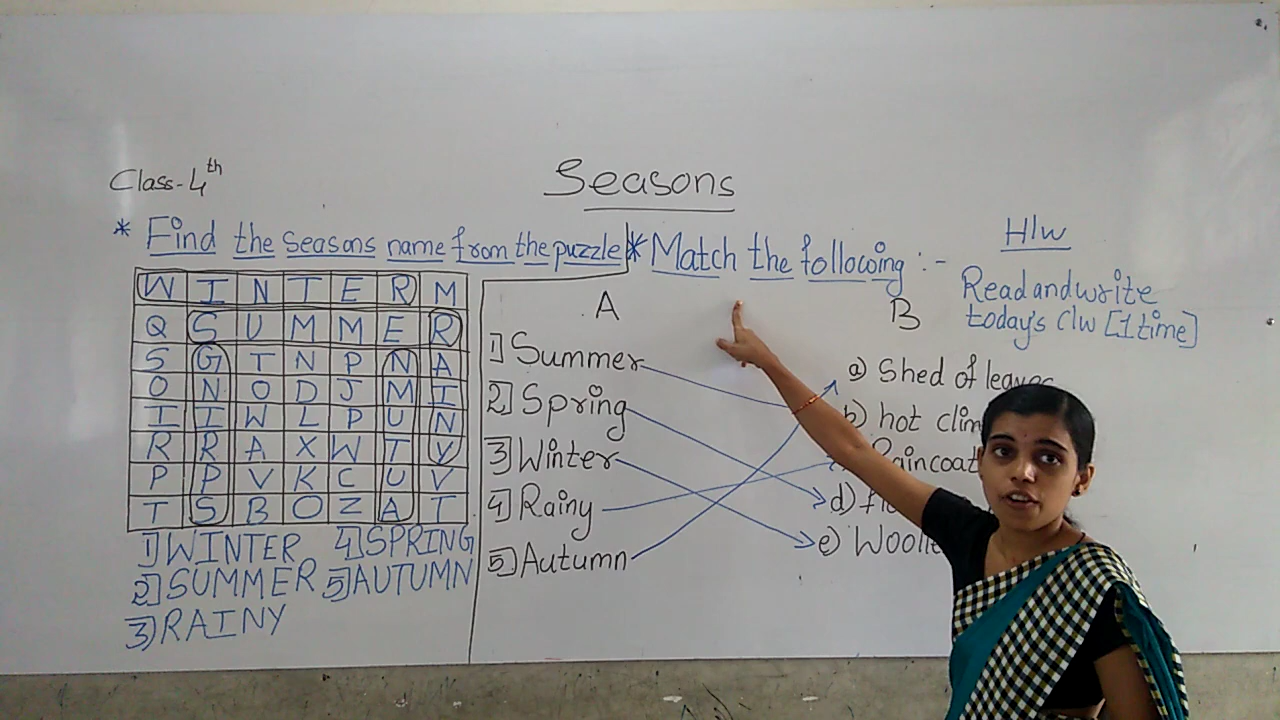 Class-4th
Seasons
* Find the Seasons name from the puzzle
W I N T E R M
Q S U M M E R
S G T N P N A
O N O D J M I
I I W L P U N
R R A X W T Y
P P V K C U V
T S B O Z A T
1) WINTER 4) SPRING
2) SUMMER 5) AUTUMN
3) RAINY
* Match the following :-
A B
1) Summer
2) Spring
3) Winter
4) Rainy
5) Autumn
a) Shed of leaves
b) hot
Raincoat
d)
e)
H/w
Read and write
today's C/w [1 time]